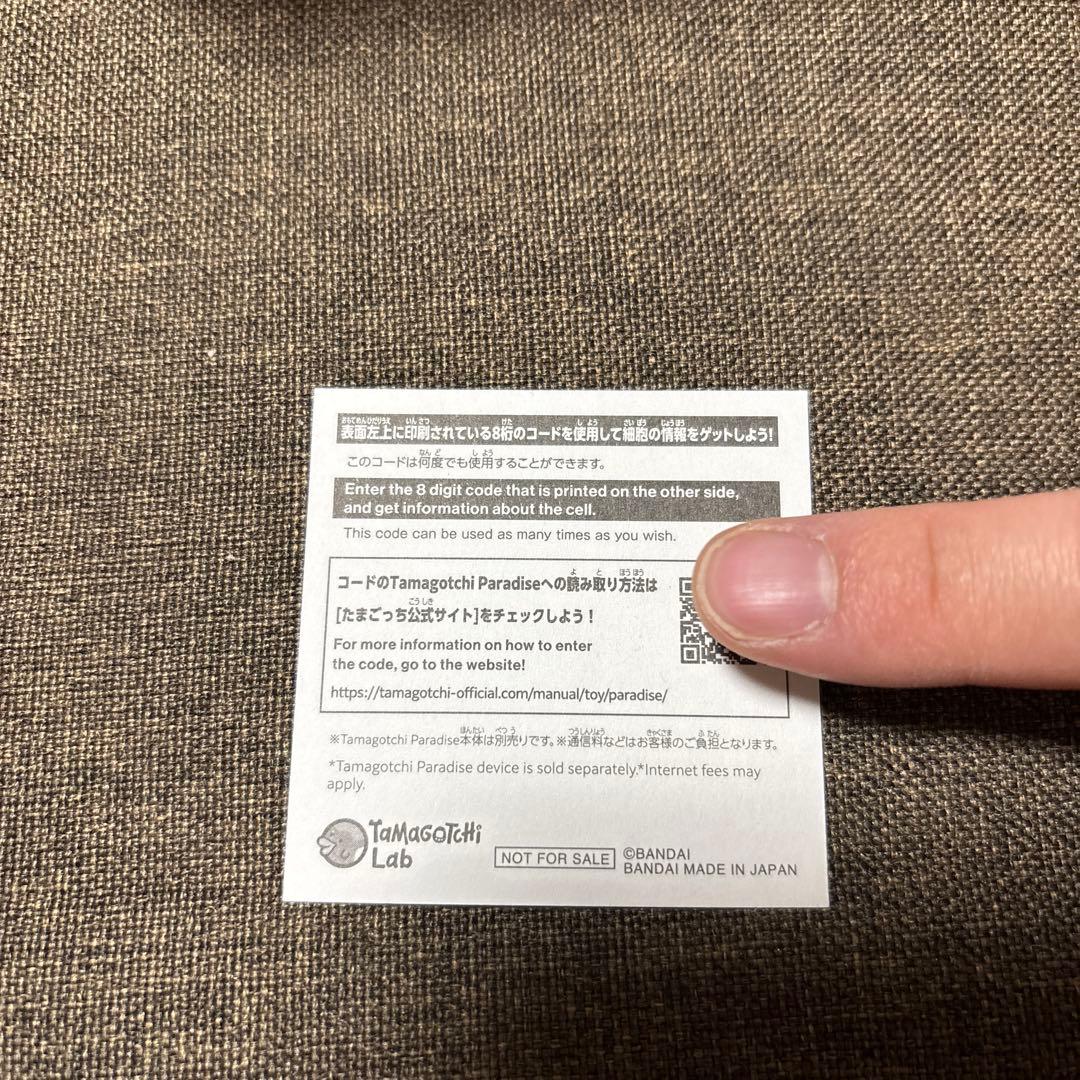 表面左上に印刷されている8桁のコードを使用して細胞の情報をゲットしよう!
このコードは何度でも使用することができます。
Enter the 8 digit code that is printed on the other side,
and get information about the cell.
This code can be used as many times as you wish.
コードのTamagotchi Paradiseへの読み取り方法は
[たまごっち公式サイト]をチェックしよう!
For more information on how to enter
the code, go to the website!
https://tamagotchi-official.com/manual/toy/paradise/
※Tamagotchi Paradise本体は別売りです。※通信料などはお客様のご負担となります。
*Tamagotchi Paradise device is sold separately.*Internet fees may
apply.
TaMaGoTcHi
Lab
NOT FOR SALE
©BANDAI
BANDAI MADE IN JAPAN